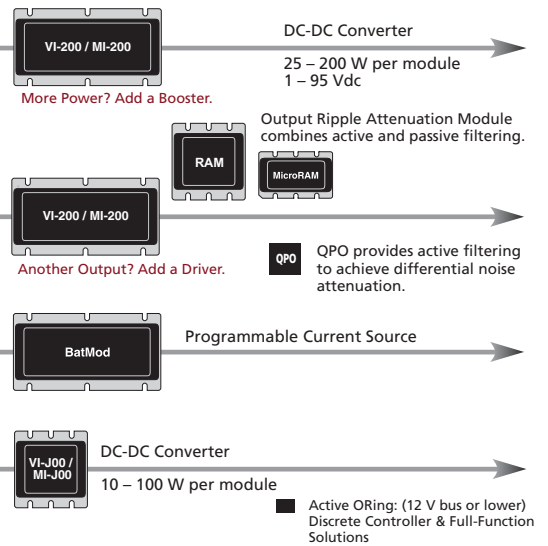 VI-200 / MI-200
DC-DC Converter
25 – 200 W per module
1 – 95 Vdc
More Power? Add a Booster.
Output Ripple Attenuation Module
combines active and passive filtering.
RAM
MicroRAM
VI-200 / MI-200
Another Output? Add a Driver.
QPO
QPO provides active filtering
to achieve differential noise
attenuation.
BatMod
Programmable Current Source
VI-J00 /
MI-J00
DC-DC Converter
10 – 100 W per module
Active ORing: (12 V bus or lower)
Discrete Controller & Full-Function
Solutions